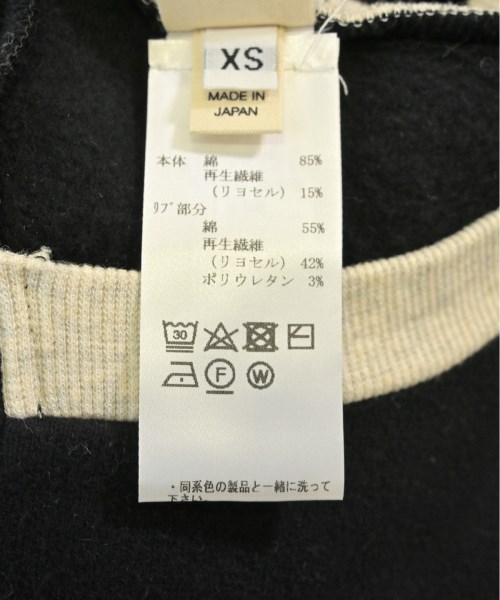 XS
MADE IN
JAPAN
本体 綿 85%
再生繊維
(リヨセル) 15%
ﾘﾌﾞ部分
綿 55%
再生繊維
(リヨセル) 42%
ポリウレタン 3%
30
F W
・同系色の製品と一緒に洗って
下さい。